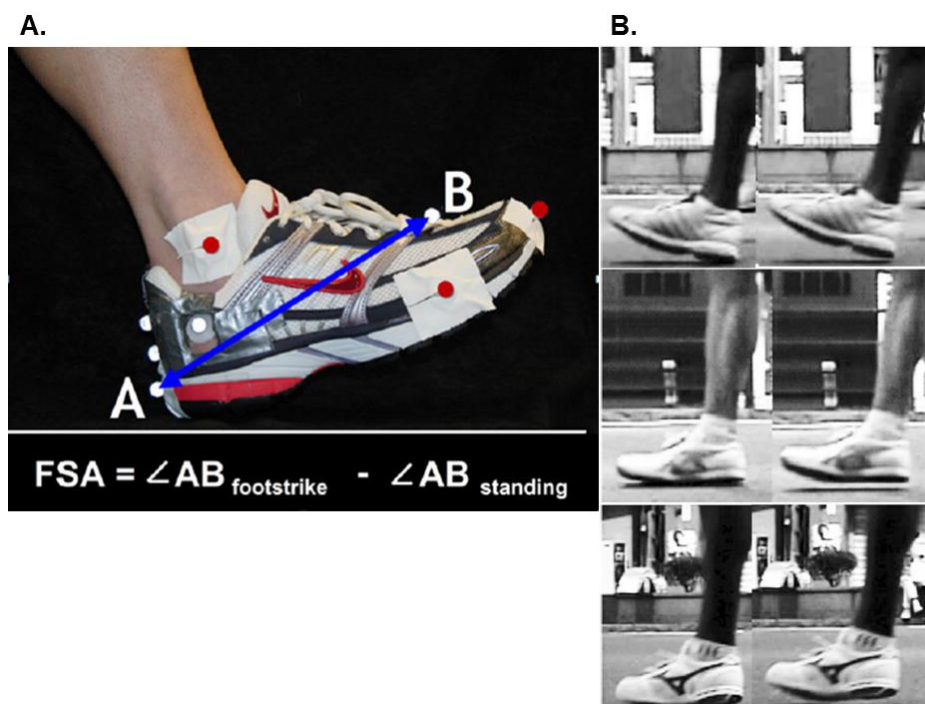 A.
B.
B
A
FSA = ∠AB footstrike - ∠AB standing